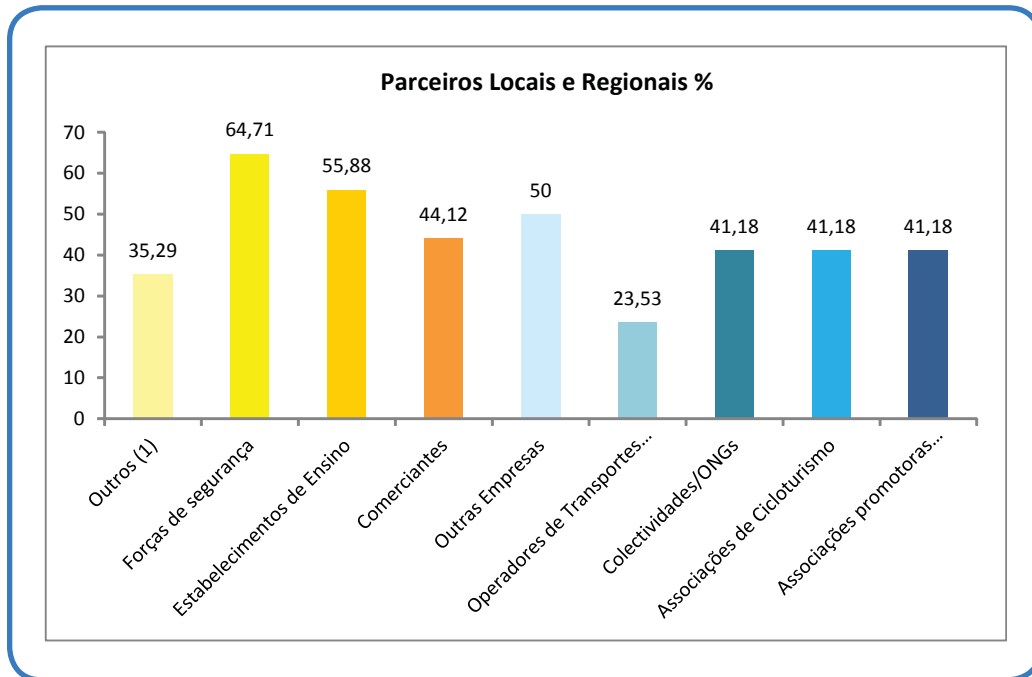 Parceiros Locais e Regionais %
70
60
50
40
30
20
10
0
35,29
64,71
55,88
44,12
50
23,53
41,18
41,18
41,18
Outros (1)
Forças de segurança
Estabelecimentos de Ensino
Comerciantes
Outras Empresas
Operadores de Transportes...
Colectividades/ONGs
Associações de Cicloturismo
Associações promotoras...